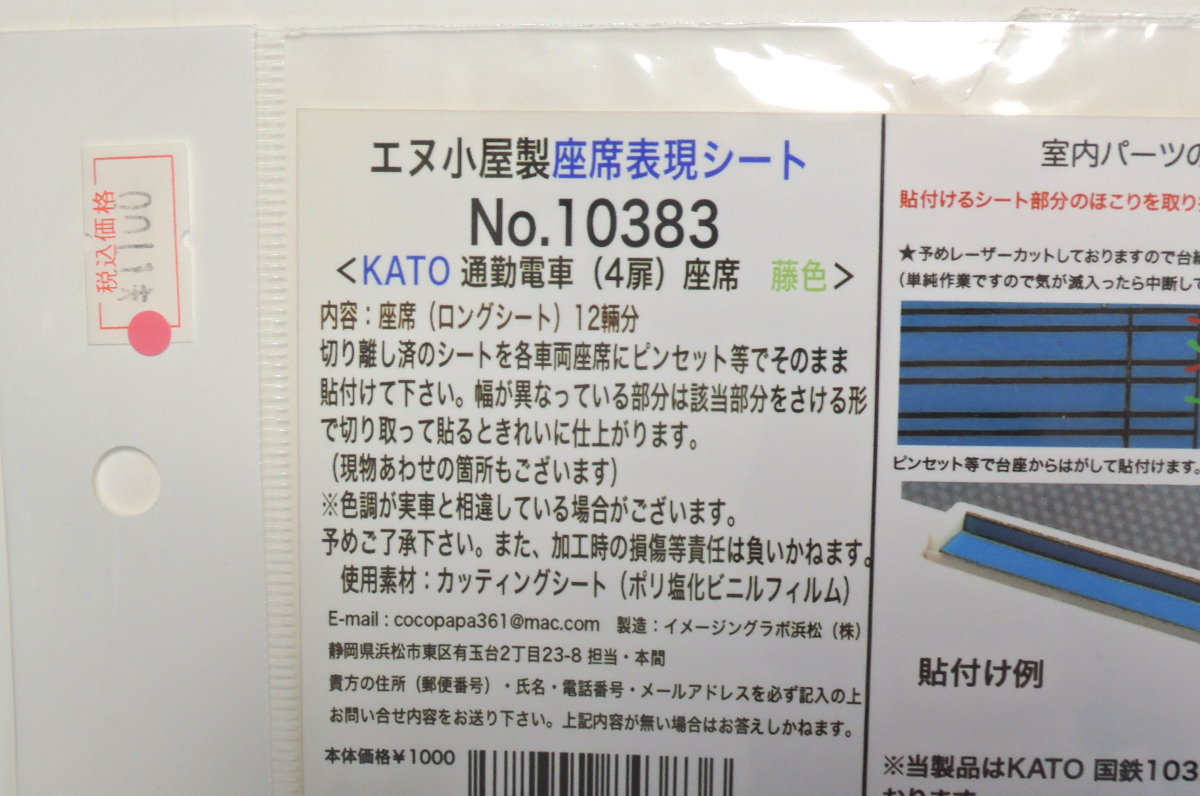 税込価格
¥1100
エヌ小屋製座席表現シート
No.10383
<KATO 通勤電車（4扉）座席　藤色>
内容：座席（ロングシート）12輛分
切り離し済のシートを各車両座席にピンセット等でそのまま
貼付けて下さい。幅が異なっている部分は該当部分をさける形
で切り取って貼るときれいに仕上がります。
（現物あわせの箇所もございます）
※色調が実車と相違している場合がございます。
予めご了承下さい。また、加工時の損傷等責任は負いかねます。
使用素材：カッティングシート（ポリ塩化ビニルフィルム）
E-mail : cocopapa361@mac.com　製造：イメージングラボ浜松（株）
静岡県浜松市東区有玉台2丁目23-8 担当・本間
貴方の住所（郵便番号）・氏名・電話番号・メールアドレスを必ず記入の上
お問い合せ内容をお送り下さい。上記内容が無い場合はお答えしかねます。
本体価格¥1000
室内パーツの
貼付けるシート部分のほこりを取り
★予めレーザーカットしておりますので台紙
（単純作業ですので気が滅入ったら中断して
ピンセット等で台座からはがして貼付けます。
貼付け例
※当製品はKATO 国鉄103